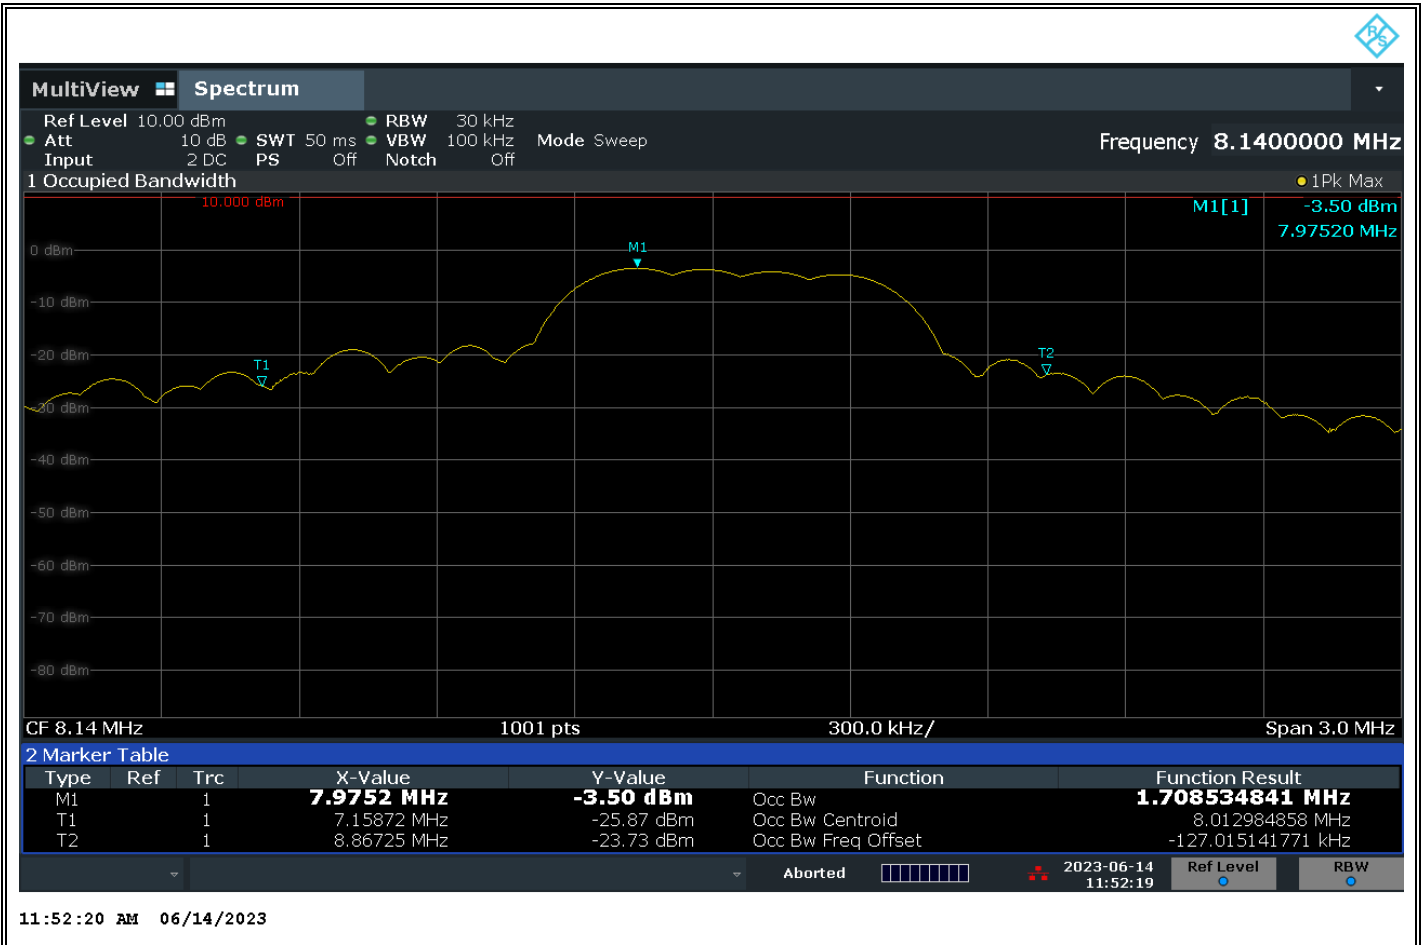 R&S
MultiView Spectrum
Ref Level 10.00 dBm RBW 30 kHz
Att 10 dB SWT 50 ms VBW 100 kHz Mode Sweep Frequency 8.1400000 MHz
Input 2 DC PS Off Notch Off
1 Occupied Bandwidth 1Pk Max
10.000 dBm M1[1] -3.50 dBm
7.97520 MHz
M1
0 dBm
-10 dBm
-20 dBm
T1 T2
-30 dBm
-40 dBm
-50 dBm
-60 dBm
-70 dBm
-80 dBm
CF 8.14 MHz 1001 pts 300.0 kHz/ Span 3.0 MHz
2 Marker Table
Type Ref Trc X-Value Y-Value Function Function Result
M1 1 7.9752 MHz -3.50 dBm Occ Bw 1.708534841 MHz
T1 1 7.15872 MHz -25.87 dBm Occ Bw Centroid 8.012984858 MHz
T2 1 8.86725 MHz -23.73 dBm Occ Bw Freq Offset -127.015141771 kHz
Aborted 2023-06-14 Ref Level RBW
11:52:19
11:52:20 AM 06/14/2023